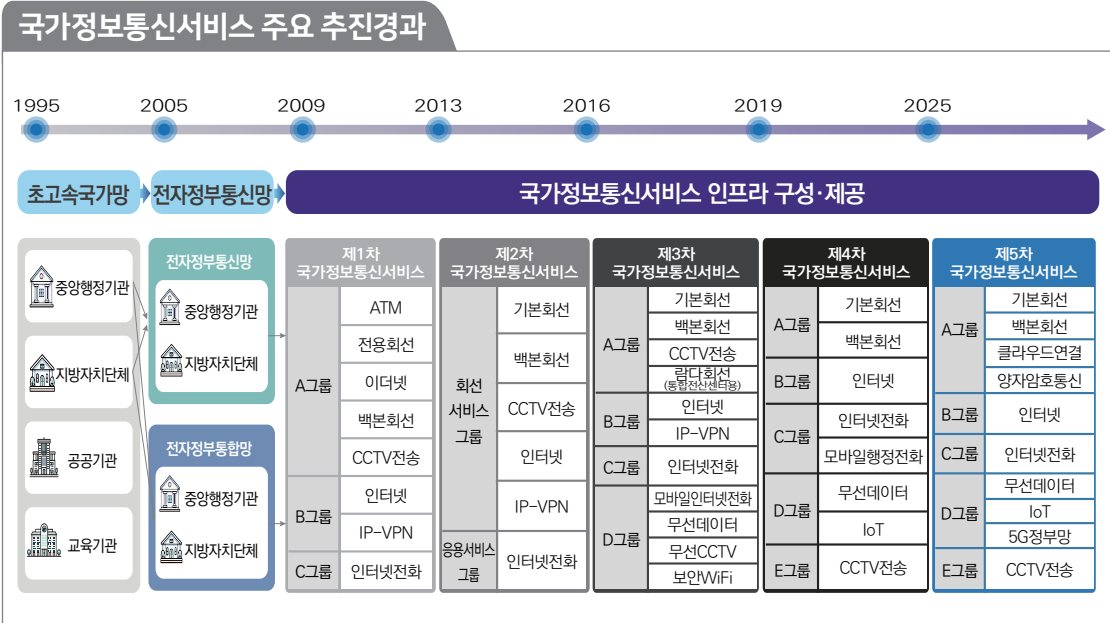 국가정보통신서비스 주요 추진경과
1995
2005
2009
2013
2016
2019
2025
초고속국가망
전자정부통신망
국가정보통신서비스 인프라 구성·제공
중앙행정기관
지방자치단체
공공기관
교육기관
전자정부통신망
중앙행정기관
지방자치단체
전자정부통합망
중앙행정기관
지방자치단체
제1차
국가정보통신서비스
A그룹
ATM
전용회선
이더넷
백본회선
CCTV전송
B그룹
인터넷
IP-VPN
C그룹
인터넷전화
제2차
국가정보통신서비스
회선
서비스
그룹
기본회선
백본회선
CCTV전송
인터넷
IP-VPN
응용서비스
그룹
인터넷전화
제3차
국가정보통신서비스
A그룹
기본회선
백본회선
CCTV전송
람다회선
(통합전산센터용)
B그룹
인터넷
IP-VPN
C그룹
인터넷전화
D그룹
모바일인터넷전화
무선데이터
무선CCTV
보안WiFi
제4차
국가정보통신서비스
A그룹
기본회선
백본회선
B그룹
인터넷
C그룹
인터넷전화
모바일행정전화
D그룹
무선데이터
IoT
E그룹
CCTV전송
제5차
국가정보통신서비스
A그룹
기본회선
백본회선
클라우드연결
양자암호통신
B그룹
인터넷
C그룹
인터넷전화
D그룹
무선데이터
IoT
5G정부망
E그룹
CCTV전송